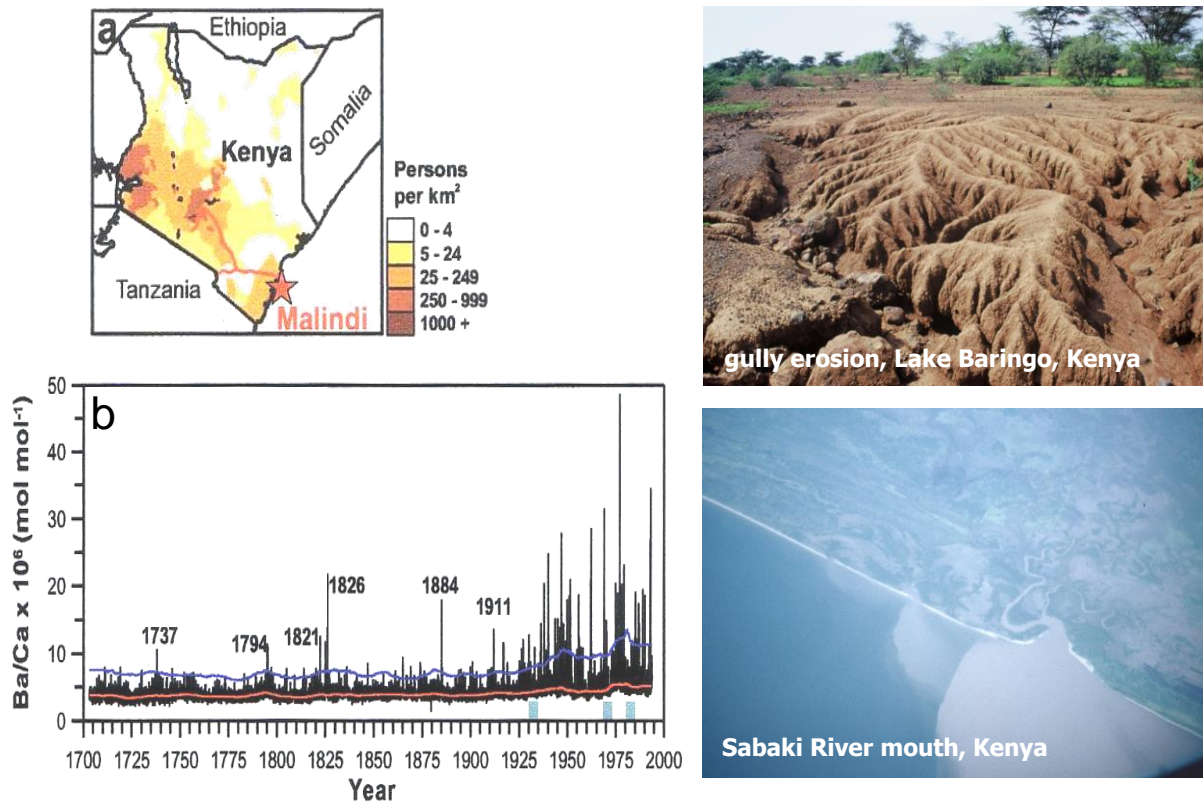 a
Ethiopia
Somalia
Kenya
Tanzania
Malindi
Persons
per km²
0 - 4
5 - 24
25 - 249
250 - 999
1000 +
gully erosion, Lake Baringo, Kenya
b
Ba/Ca x 10⁶ (mol mol⁻¹)
50
40
30
20
10
5
0
1737
1794
1821
1826
1884
1911
1700 1725 1750 1775 1800 1825 1850 1875 1900 1925 1950 1975 2000
Year
Sabaki River mouth, Kenya